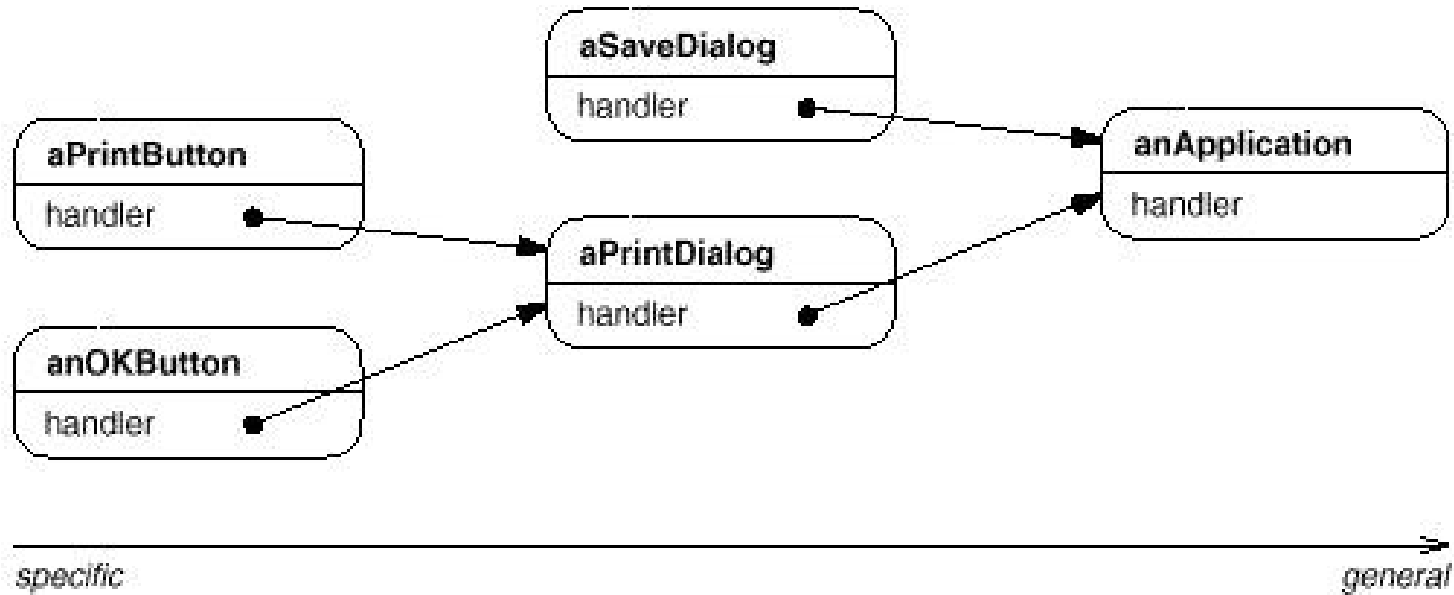 aSaveDialog
handler
aPrintButton
handler
anApplication
handler
aPrintDialog
handler
anOKButton
handler
specific
general